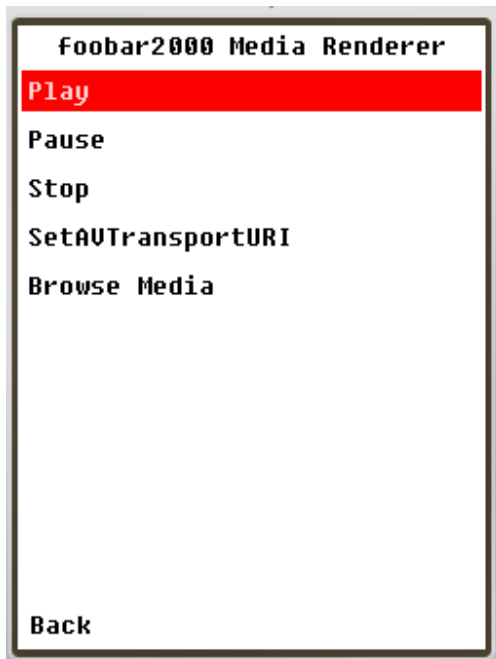 foobar2000 Media Renderer
Play
Pause
Stop
SetAVTransportURI
Browse Media
Back